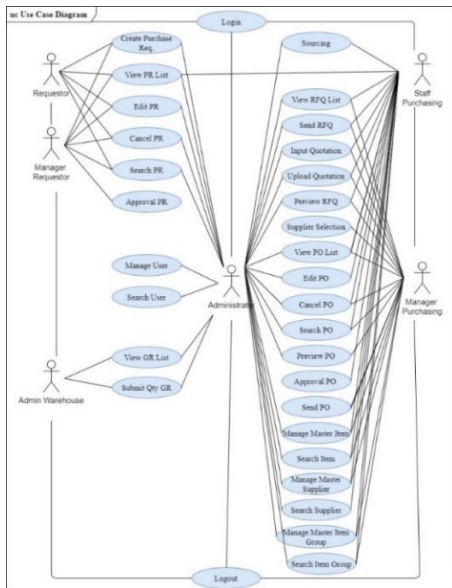 uc Use Case Diagram
Login
Create Purchase
Req.
Sourcing
View PR List
Requestor
Staff
Purchasing
Edit PR
View RFQ List
Send RFQ
Cancel PR
Manager
Requestor
Input Quotation
Search PR
Upload Quotation
Preview RFQ
Approval PR
Supplier Selection
View PO List
Manage User
Edit PO
Administrator
Manager
Purchasing
Search User
Cancel PO
Search PO
View GR List
Preview PO
Admin Warehouse
Submit Qty GR
Approval PO
Send PO
Manage Master Item
Search Item
Manage Master
Supplier
Search Supplier
Manage Master Item
Group
Search Item Group
Logout